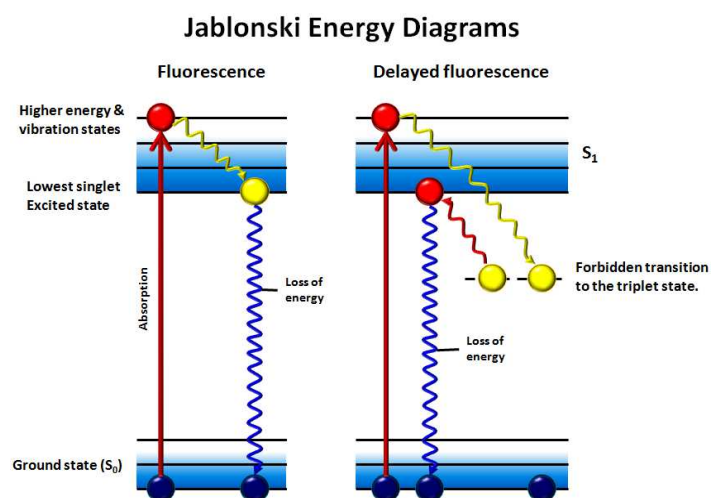 Jablonski Energy Diagrams
Fluorescence
Delayed fluorescence
Higher energy &
vibration states
S₁
Lowest singlet
Excited state
Forbidden transition
to the triplet state.
Absorption
Loss of
energy
Loss of
energy
Ground state (S₀)